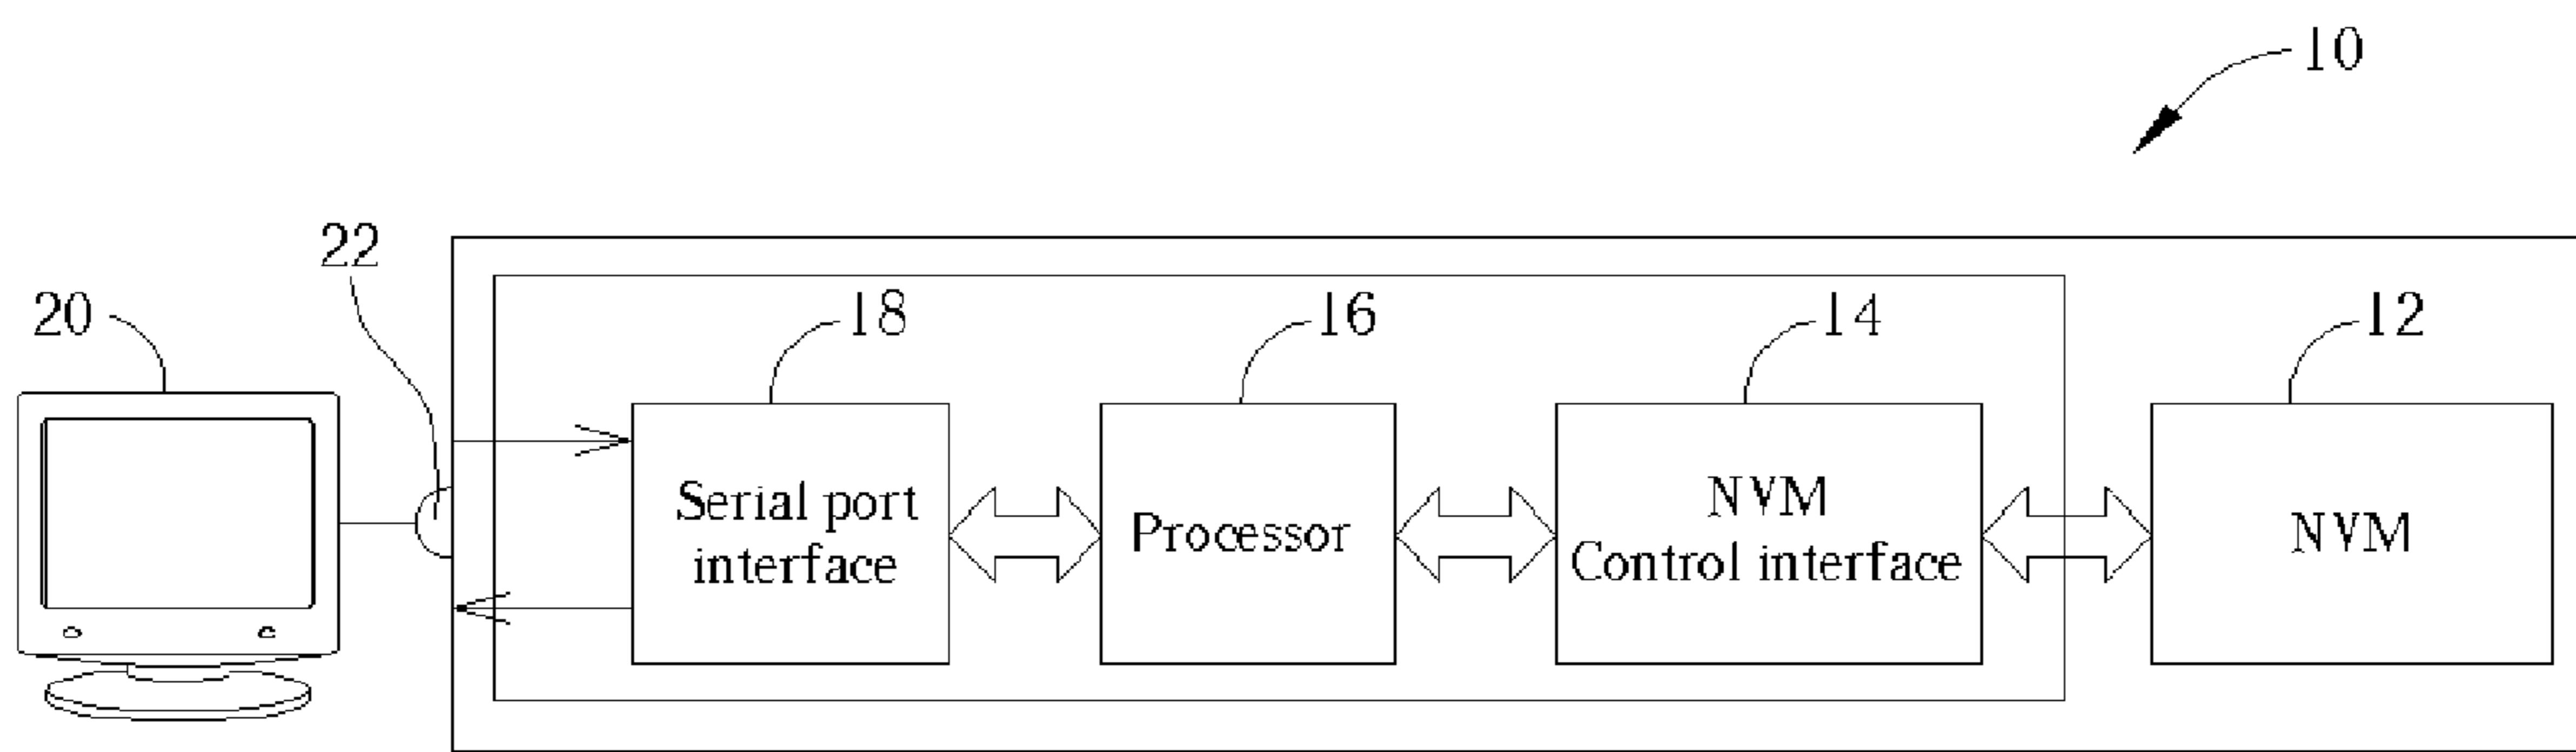 10
22
20
18
16
14
12
Serial port
interface
Processor
NVM
Control interface
NVM